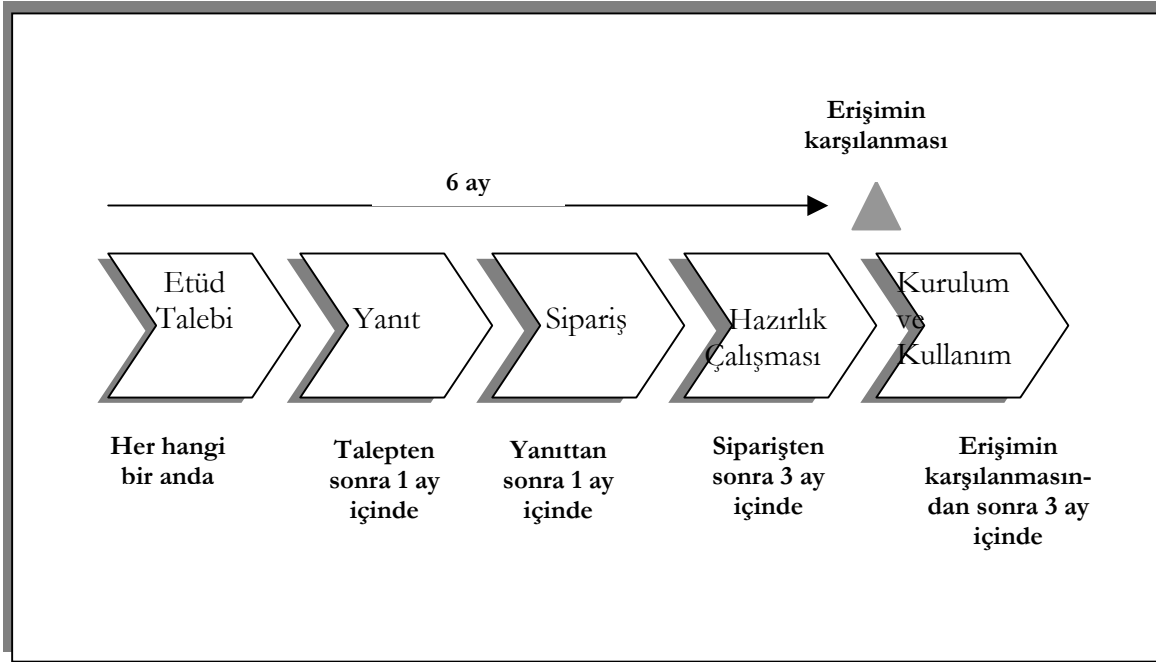 Erişimin
karşılanması
6 ay
Etüd
Talebi
Yanıt
Sipariş
Hazırlık
Çalışması
Kurulum
ve
Kullanım
Her hangi
bir anda
Talepten
sonra 1 ay
içinde
Yanıttan
sonra 1 ay
içinde
Siparişten
sonra 3 ay
içinde
Erişimin
karşılanmasın-
dan sonra 3 ay
içinde